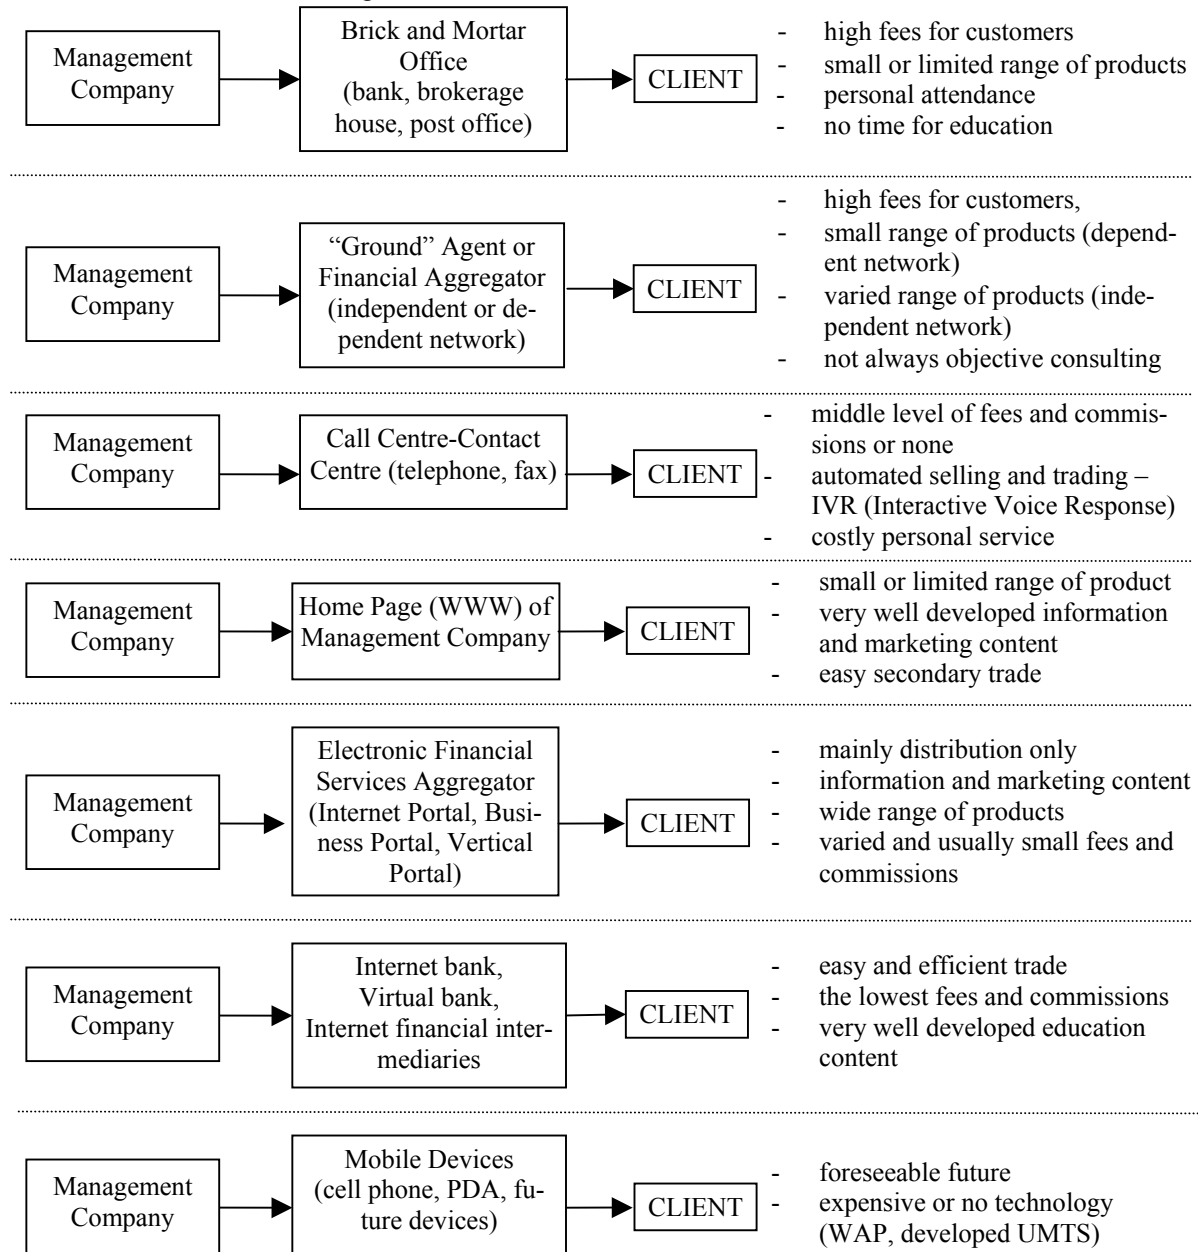 Management
Company
Brick and Mortar
Office
(bank, brokerage
house, post office)
CLIENT
- high fees for customers
- small or limited range of products
- personal attendance
- no time for education
Management
Company
“Ground” Agent or
Financial Aggregator
(independent or de-
pendent network)
CLIENT
- high fees for customers,
- small range of products (depend-
ent network)
- varied range of products (inde-
pendent network)
- not always objective consulting
Management
Company
Call Centre-Contact
Centre (telephone, fax)
CLIENT
- middle level of fees and commis-
sions or none
- automated selling and trading –
IVR (Interactive Voice Response)
- costly personal service
Management
Company
Home Page (WWW) of
Management Company
CLIENT
- small or limited range of product
- very well developed information
and marketing content
- easy secondary trade
Management
Company
Electronic Financial
Services Aggregator
(Internet Portal, Busi-
ness Portal, Vertical
Portal)
CLIENT
- mainly distribution only
- information and marketing content
- wide range of products
- varied and usually small fees and
commissions
Management
Company
Internet bank,
Virtual bank,
Internet financial inter-
mediaries
CLIENT
- easy and efficient trade
- the lowest fees and commissions
- very well developed education
content
Management
Company
Mobile Devices
(cell phone, PDA, fu-
ture devices)
CLIENT
- foreseeable future
- expensive or no technology
(WAP, developed UMTS)